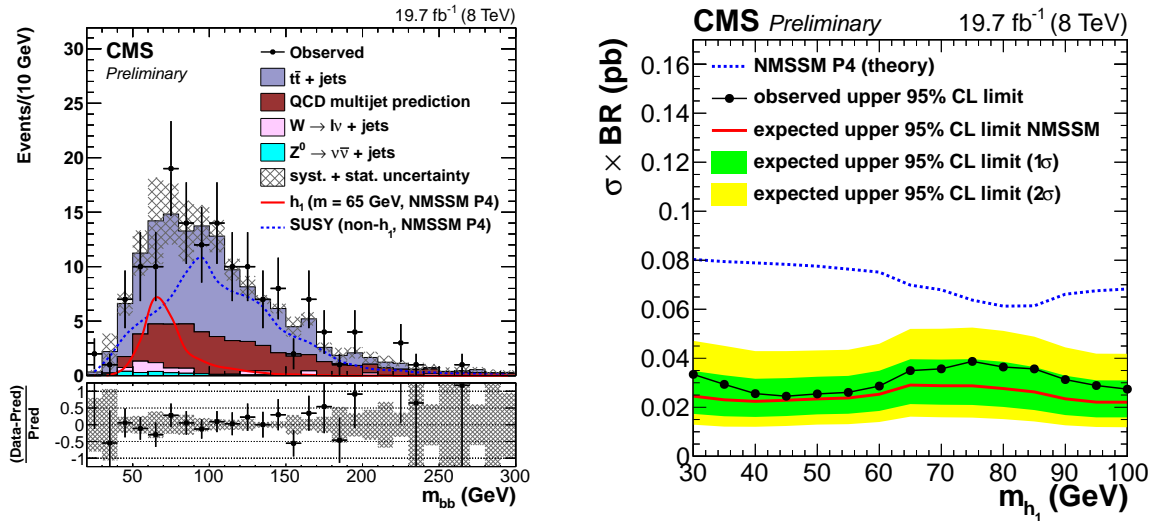 19.7 fb⁻¹ (8 TeV)
CMS
Preliminary
Events/(10 GeV)
30
25
20
15
10
5
0
Observed
tt̄ + jets
QCD multijet prediction
W → lν + jets
Z⁰ → νν̄ + jets
syst. + stat. uncertainty
h₁ (m = 65 GeV, NMSSM P4)
SUSY (non-h₁, NMSSM P4)
(Data-Pred)
Pred
1
0.5
0
-0.5
-1
50 100 150 200 250 300
m_bb (GeV)
CMS Preliminary 19.7 fb⁻¹ (8 TeV)
σ × BR (pb)
0.16
0.14
0.12
0.1
0.08
0.06
0.04
0.02
0
NMSSM P4 (theory)
observed upper 95% CL limit
expected upper 95% CL limit NMSSM
expected upper 95% CL limit (1σ)
expected upper 95% CL limit (2σ)
30 40 50 60 70 80 90 100
m_h₁ (GeV)